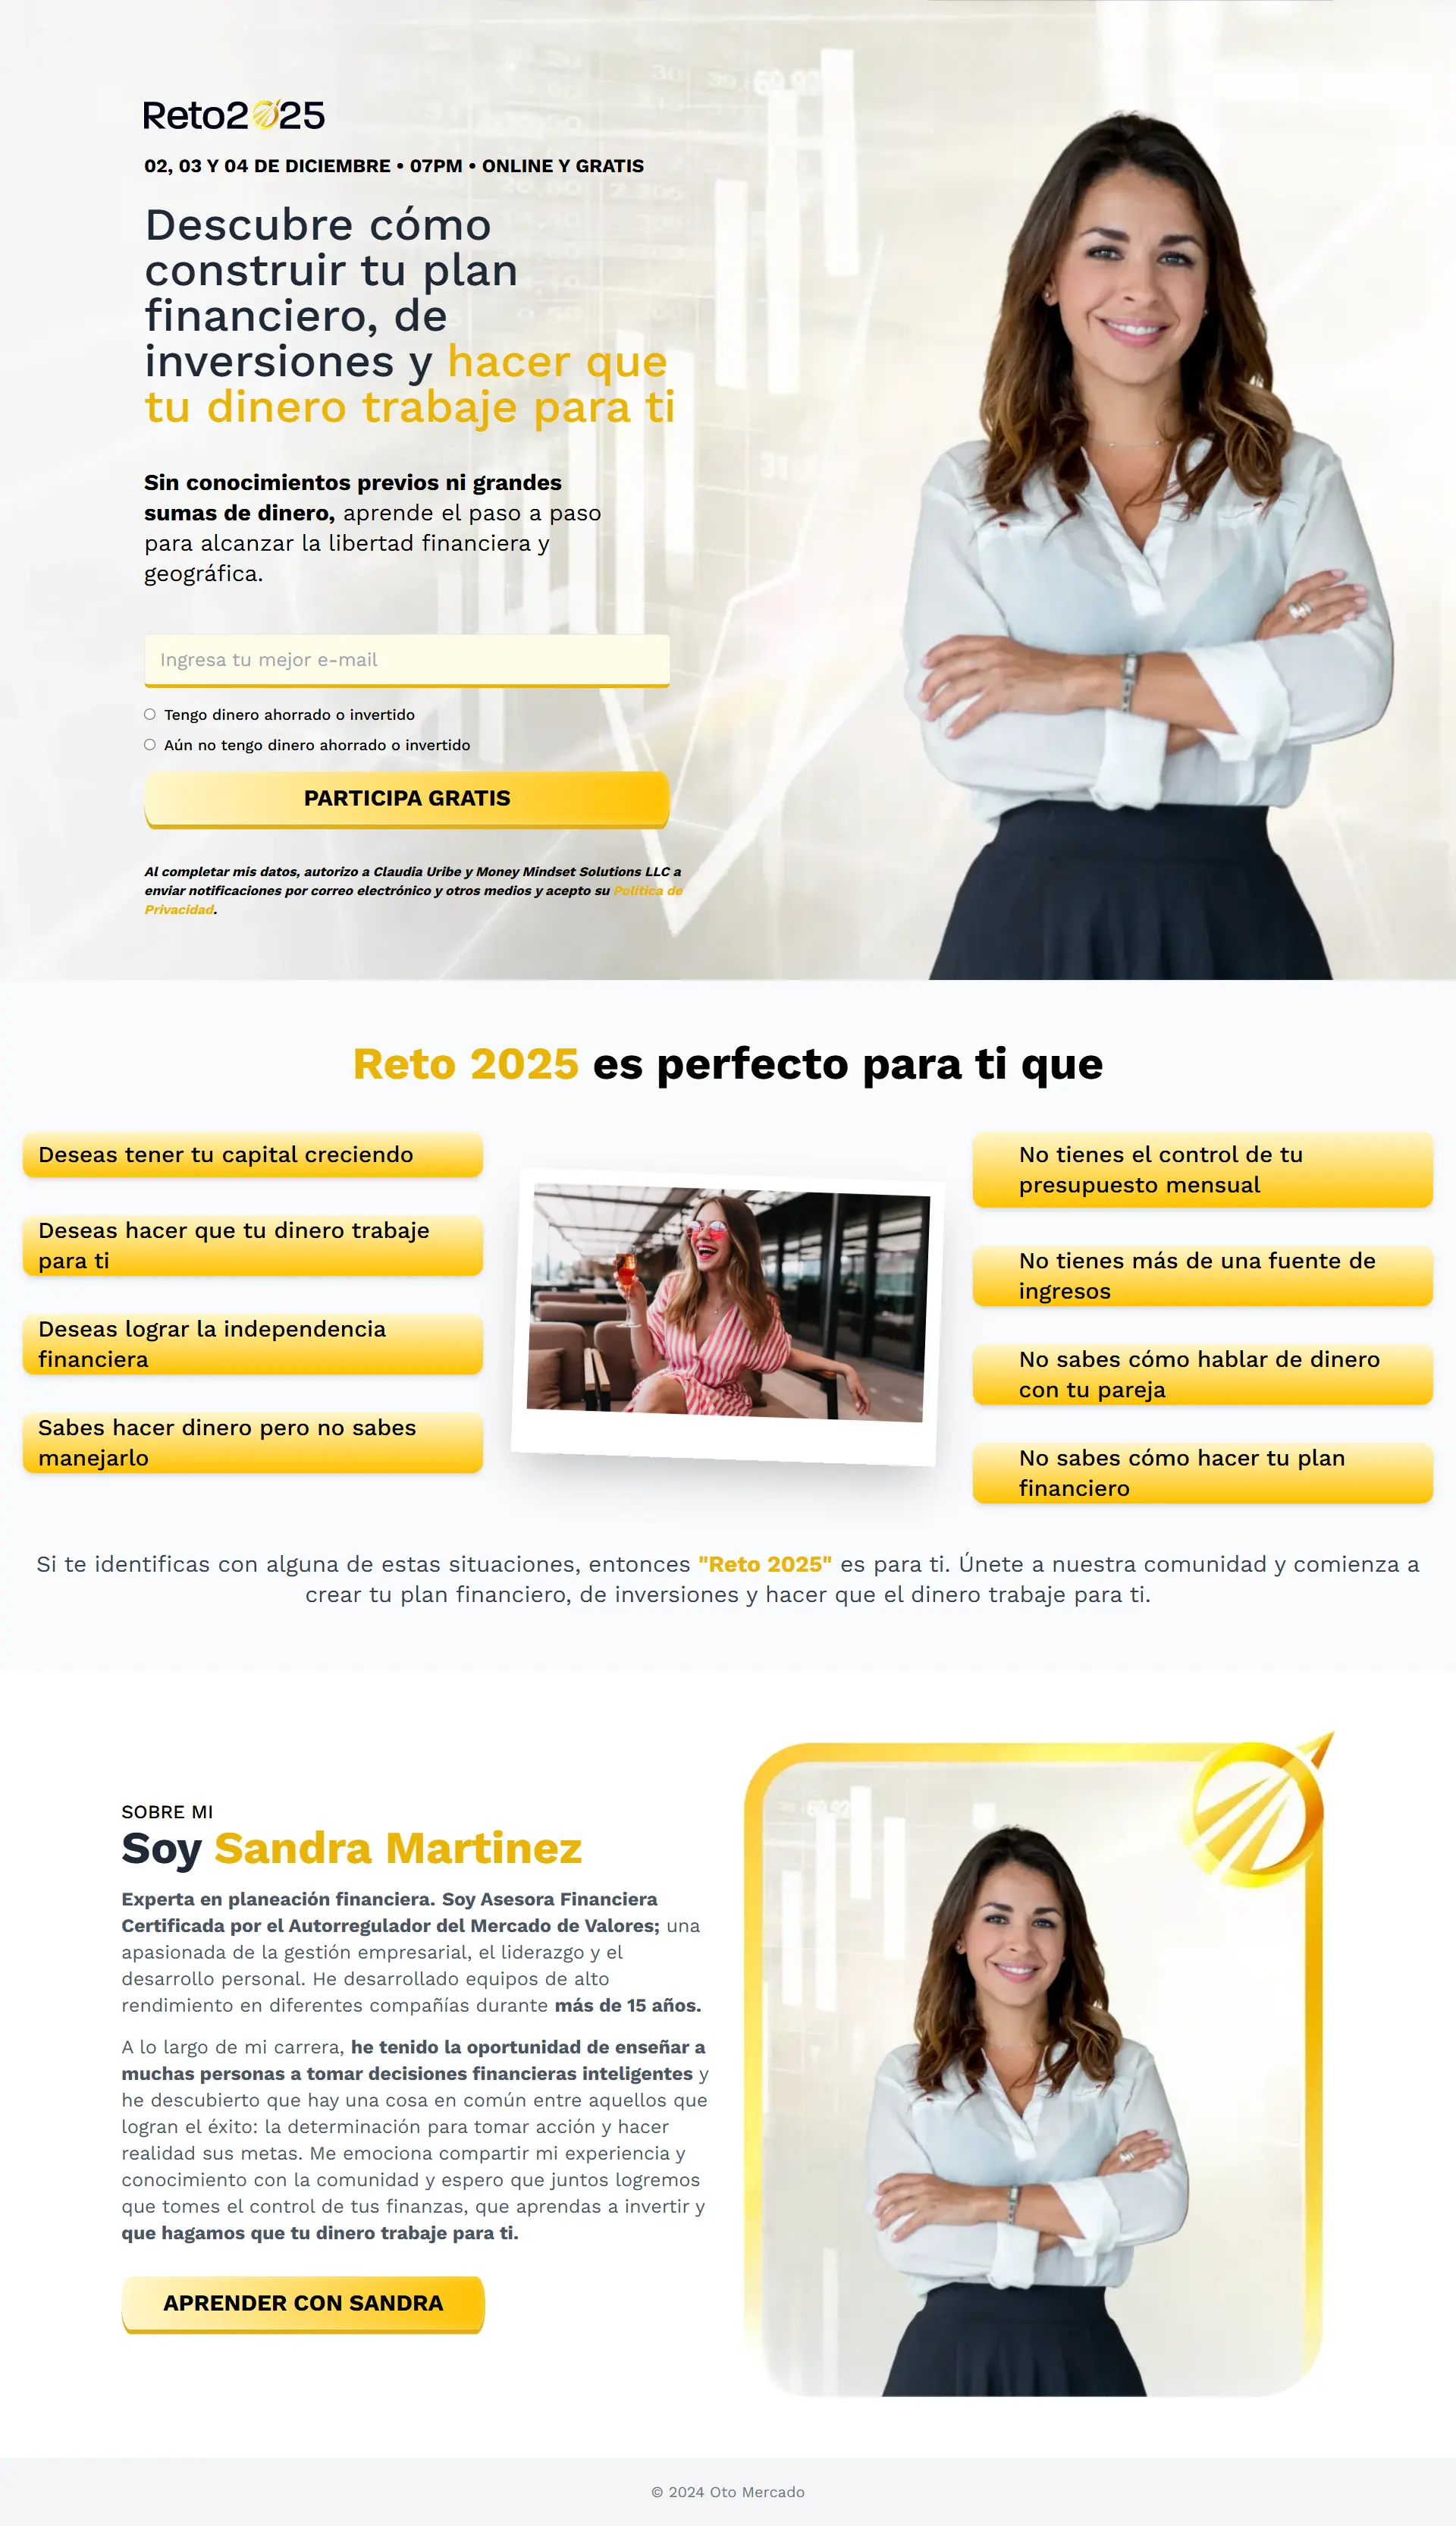 Reto2025
02, 03 Y 04 DE DICIEMBRE • 07PM • ONLINE Y GRATIS
Descubre cómo
construir tu plan
financiero, de
inversiones y hacer que
tu dinero trabaje para ti
Sin conocimientos previos ni grandes
sumas de dinero, aprende el paso a paso
para alcanzar la libertad financiera y
geográfica.
Ingresa tu mejor e-mail
Tengo dinero ahorrado o invertido
Aún no tengo dinero ahorrado o invertido
PARTICIPA GRATIS
Al completar mis datos, autorizo a Claudia Uribe y Money Mindset Solutions LLC a
enviar notificaciones por correo electrónico y otros medios y acepto su Política de
Privacidad.
Reto 2025 es perfecto para ti que
Deseas tener tu capital creciendo
Deseas hacer que tu dinero trabaje
para ti
Deseas lograr la independencia
financiera
Sabes hacer dinero pero no sabes
manejarlo
No tienes el control de tu
presupuesto mensual
No tienes más de una fuente de
ingresos
No sabes cómo hablar de dinero
con tu pareja
No sabes cómo hacer tu plan
financiero
Si te identificas con alguna de estas situaciones, entonces "Reto 2025" es para ti. Únete a nuestra comunidad y comienza a
crear tu plan financiero, de inversiones y hacer que el dinero trabaje para ti.
SOBRE MI
Soy Sandra Martinez
Experta en planeación financiera. Soy Asesora Financiera
Certificada por el Autorregulador del Mercado de Valores; una
apasionada de la gestión empresarial, el liderazgo y el
desarrollo personal. He desarrollado equipos de alto
rendimiento en diferentes compañías durante más de 15 años.
A lo largo de mi carrera, he tenido la oportunidad de enseñar a
muchas personas a tomar decisiones financieras inteligentes y
he descubierto que hay una cosa en común entre aquellos que
logran el éxito: la determinación para tomar acción y hacer
realidad sus metas. Me emociona compartir mi experiencia y
conocimiento con la comunidad y espero que juntos logremos
que tomes el control de tus finanzas, que aprendas a invertir y
que hagamos que tu dinero trabaje para ti.
APRENDER CON SANDRA
© 2024 Oto Mercado